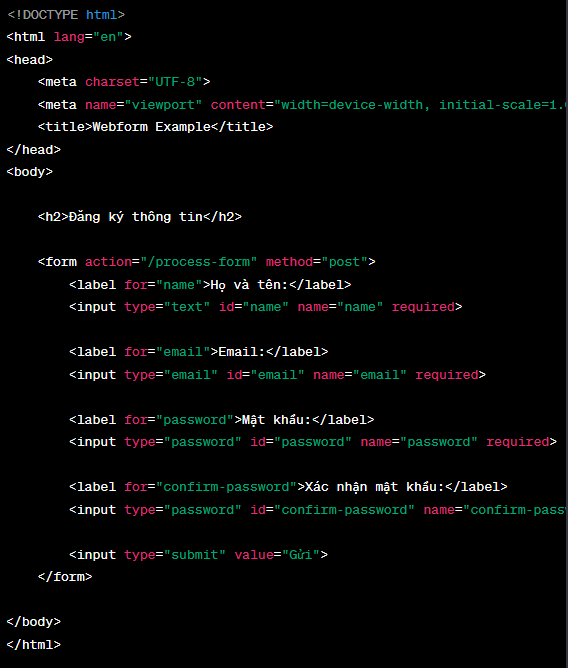 <!DOCTYPE html>
<html lang="en">
<head>
<meta charset="UTF-8">
<meta name="viewport" content="width=device-width, initial-scale=1.
<title>Webform Example</title>
</head>
<body>
<h2>Đăng ký thông tin</h2>
<form action="/process-form" method="post">
<label for="name">Họ và tên:</label>
<input type="text" id="name" name="name" required>
<label for="email">Email:</label>
<input type="email" id="email" name="email" required>
<label for="password">Mật khẩu:</label>
<input type="password" id="password" name="password" required>
<label for="confirm-password">Xác nhận mật khẩu:</label>
<input type="password" id="confirm-password" name="confirm-pass
<input type="submit" value="Gửi">
</form>
</body>
</html>